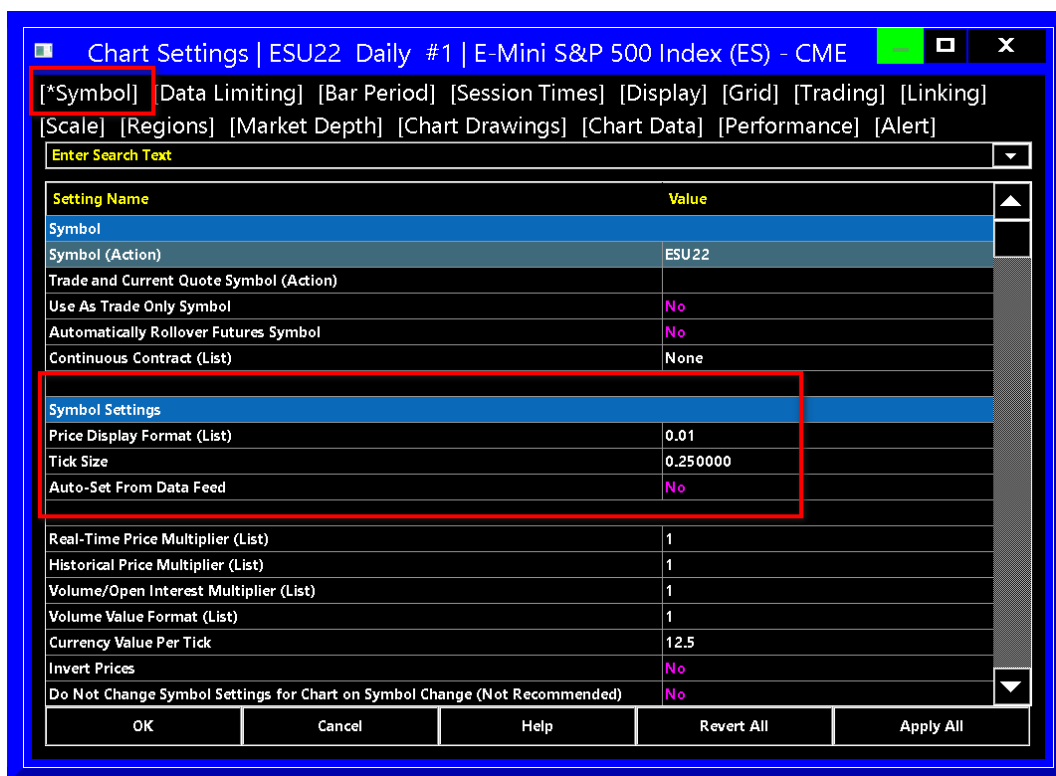 Chart Settings | ESU22 Daily #1 | E-Mini S&P 500 Index (ES) - CME
[*Symbol] [Data Limiting] [Bar Period] [Session Times] [Display] [Grid] [Trading] [Linking]
[Scale] [Regions] [Market Depth] [Chart Drawings] [Chart Data] [Performance] [Alert]
Enter Search Text
Setting Name Value
Symbol
Symbol (Action) ESU22
Trade and Current Quote Symbol (Action)
Use As Trade Only Symbol No
Automatically Rollover Futures Symbol No
Continuous Contract (List) None
Symbol Settings
Price Display Format (List) 0.01
Tick Size 0.250000
Auto-Set From Data Feed No
Real-Time Price Multiplier (List) 1
Historical Price Multiplier (List) 1
Volume/Open Interest Multiplier (List) 1
Volume Value Format (List) 1
Currency Value Per Tick 12.5
Invert Prices No
Do Not Change Symbol Settings for Chart on Symbol Change (Not Recommended) No
OK Cancel Help Revert All Apply All